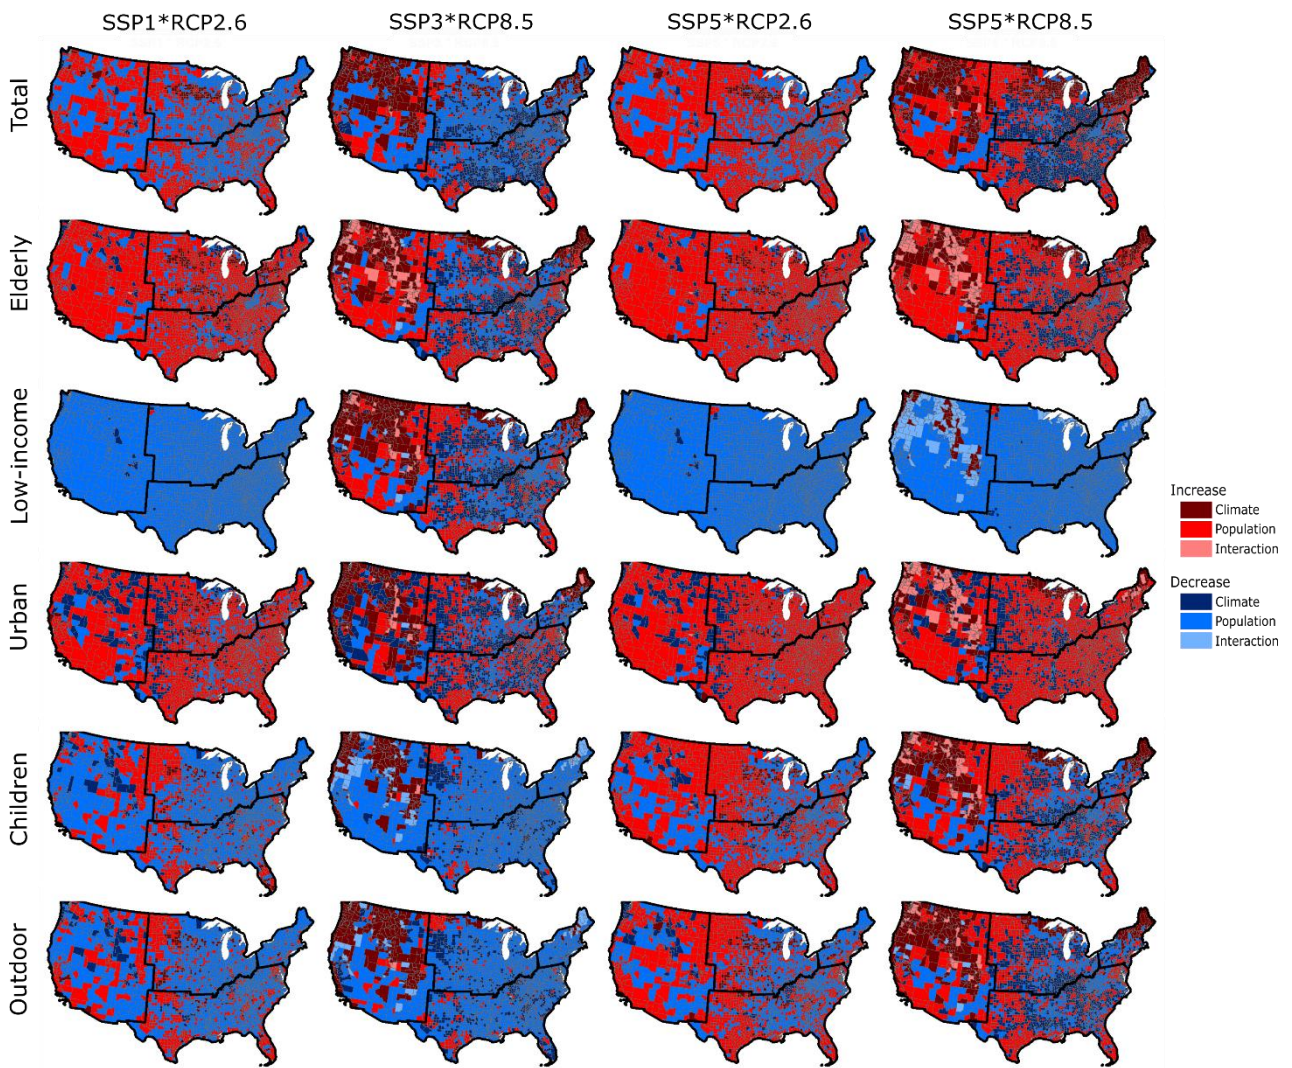 SSP1*RCP2.6
SSP3*RCP8.5
SSP5*RCP2.6
SSP5*RCP8.5
Total
Elderly
Low-income
Urban
Children
Outdoor
Increase
Climate
Population
Interaction
Decrease
Climate
Population
Interaction